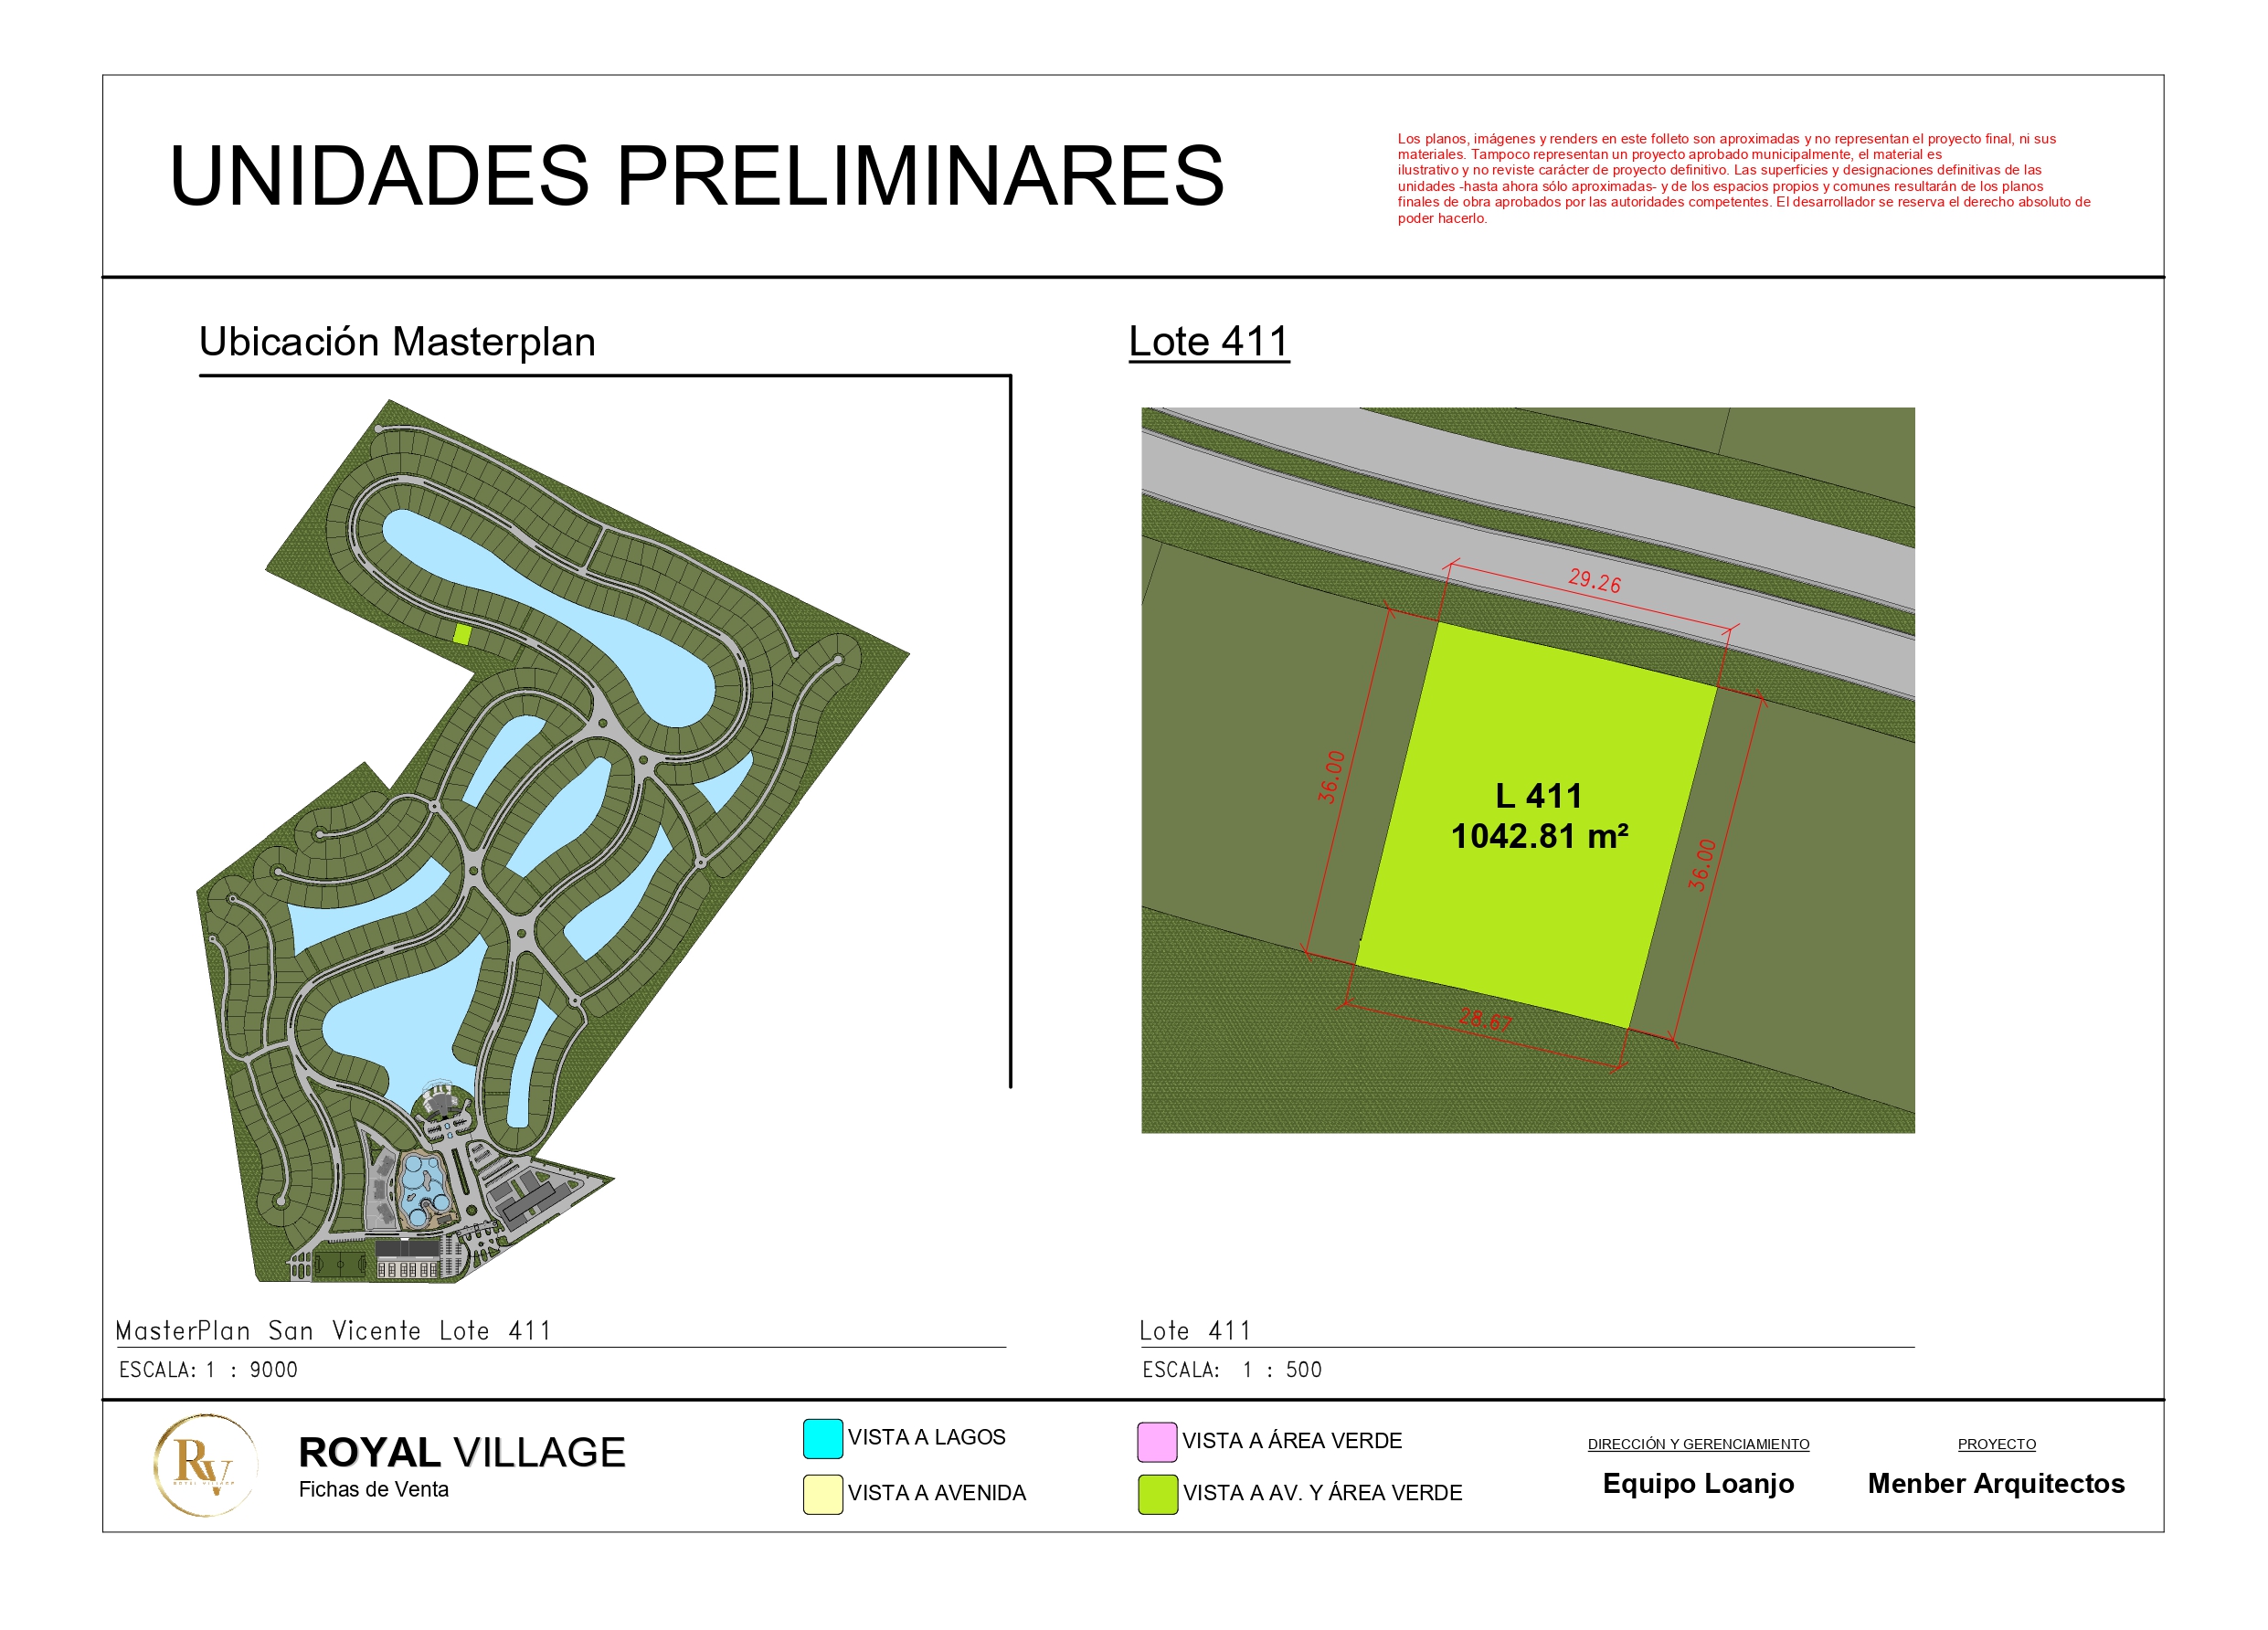 UNIDADES PRELIMINARES
Los planos, imágenes y renders en este folleto son aproximadas y no representan el proyecto final, ni sus
materiales. Tampoco representan un proyecto aprobado municipalmente, el material es
ilustrativo y no reviste carácter de proyecto definitivo. Las superficies y designaciones definitivas de las
unidades -hasta ahora sólo aproximadas- y de los espacios propios y comunes resultarán de los planos
finales de obra aprobados por las autoridades competentes. El desarrollador se reserva el derecho absoluto de
poder hacerlo.
Ubicación Masterplan
Lote 411
29.26
36.00
L 411
1042.81 m²
36.00
28.67
MasterPlan San Vicente Lote 411
ESCALA: 1 : 9000
Lote 411
ESCALA: 1 : 500
RV
ROYAL VILLAGE
ROYAL VILLAGE
Fichas de Venta
VISTA A LAGOS
VISTA A AVENIDA
VISTA A ÁREA VERDE
VISTA A AV. Y ÁREA VERDE
DIRECCIÓN Y GERENCIAMIENTO
Equipo Loanjo
PROYECTO
Menber Arquitectos